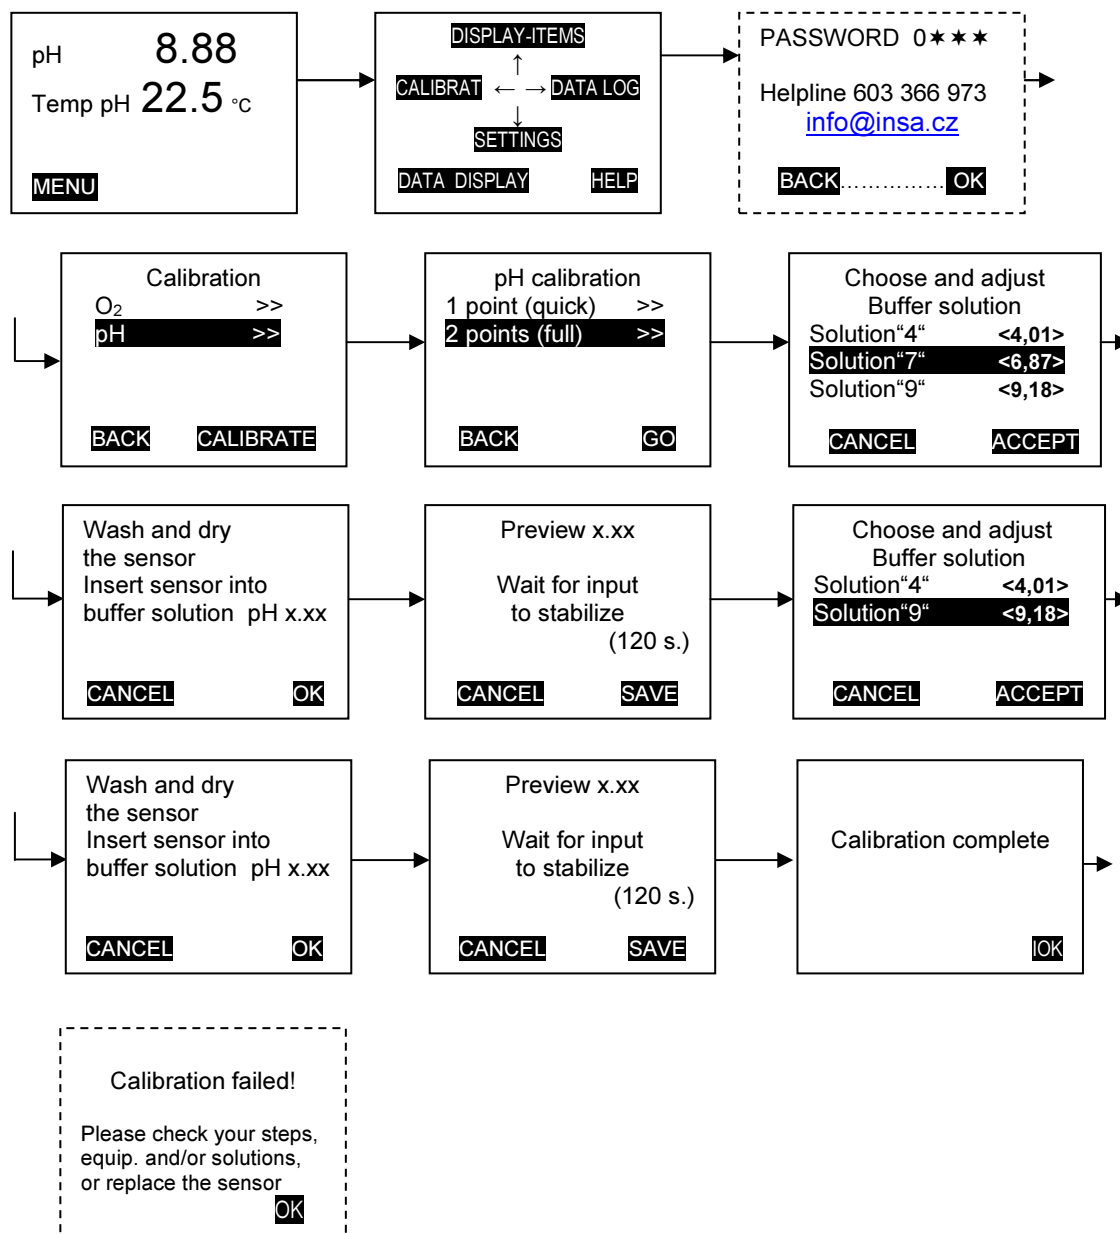 pH 8.88
Temp pH 22.5 °C
MENU
DISPLAY-ITEMS
↑
CALIBRAT ← → DATA LOG
↓
SETTINGS
DATA DISPLAY HELP
PASSWORD 0✶✶✶
Helpline 603 366 973
info@insa.cz
BACK…………… OK
Calibration
O₂ >>
pH >>
BACK CALIBRATE
pH calibration
1 point (quick) >>
2 points (full) >>
BACK GO
Choose and adjust
Buffer solution
Solution“4“ <4,01>
Solution“7“ <6,87>
Solution“9“ <9,18>
CANCEL ACCEPT
Wash and dry
the sensor
Insert sensor into
buffer solution pH x.xx
CANCEL OK
Preview x.xx
Wait for input
to stabilize
(120 s.)
CANCEL SAVE
Choose and adjust
Buffer solution
Solution“4“ <4,01>
Solution“9“ <9,18>
CANCEL ACCEPT
Wash and dry
the sensor
Insert sensor into
buffer solution pH x.xx
CANCEL OK
Preview x.xx
Wait for input
to stabilize
(120 s.)
CANCEL SAVE
Calibration complete
IOK
Calibration failed!
Please check your steps,
equip. and/or solutions,
or replace the sensor
OK